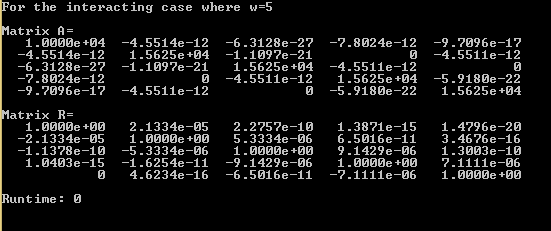 For the interacting case where w=5
Matrix A=
1.0000e+04 -4.5514e-12 -6.3128e-27 -7.8024e-12 -9.7096e-17
-4.5514e-12 1.5625e+04 -1.1097e-21 0 -4.5511e-12
-6.3128e-27 -1.1097e-21 1.5625e+04 -4.5511e-12 0
-7.8024e-12 0 -4.5511e-12 1.5625e+04 -5.9180e-22
-9.7096e-17 -4.5511e-12 0 -5.9180e-22 1.5625e+04
Matrix R=
1.0000e+00 2.1334e-05 2.2757e-10 1.3871e-15 1.4796e-20
-2.1334e-05 1.0000e+00 5.3334e-06 6.5016e-11 3.4676e-16
-1.1378e-10 -5.3334e-06 1.0000e+00 9.1429e-06 1.3003e-10
1.0403e-15 -1.6254e-11 -9.1429e-06 1.0000e+00 7.1111e-06
0 4.6234e-16 -6.5016e-11 -7.1111e-06 1.0000e+00
Runtime: 0